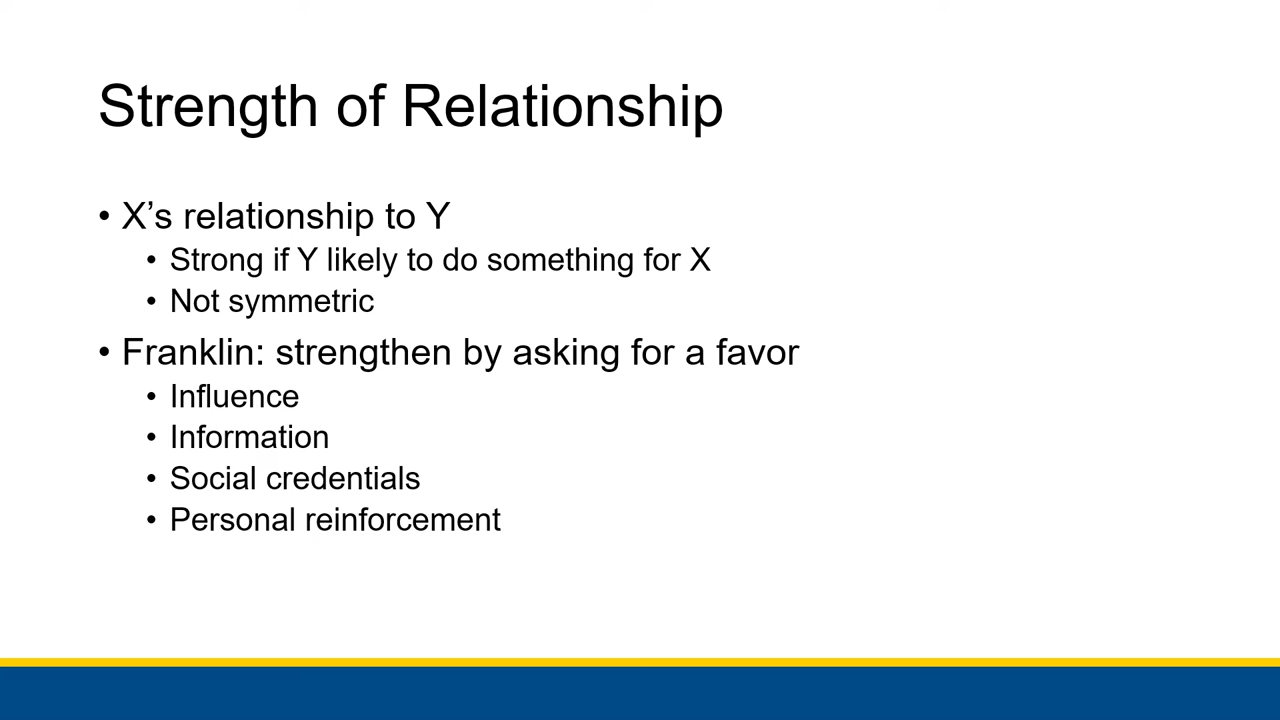 Strength of Relationship
• X’s relationship to Y
• Strong if Y likely to do something for X
• Not symmetric
• Franklin: strengthen by asking for a favor
• Influence
• Information
• Social credentials
• Personal reinforcement